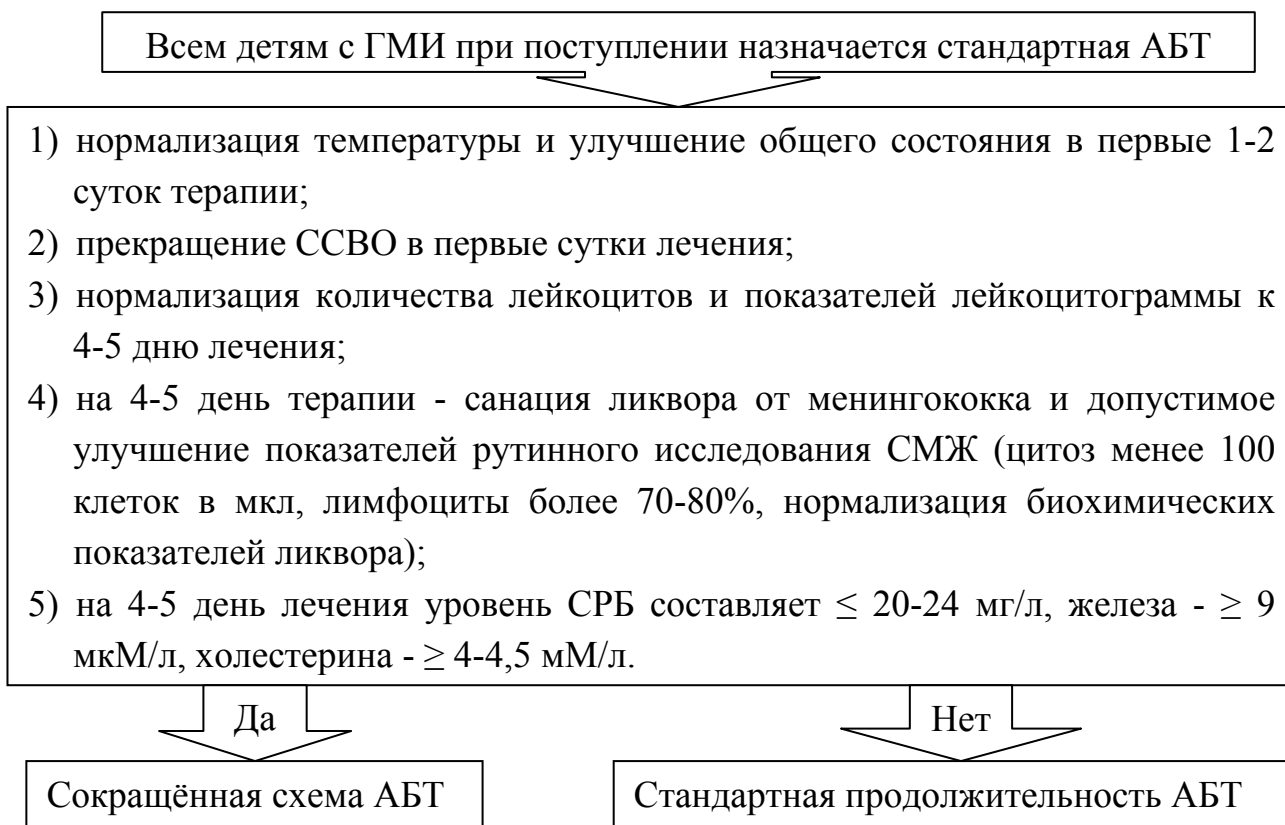 Всем детям с ГМИ при поступлении назначается стандартная АБТ
1) нормализация температуры и улучшение общего состояния в первые 1-2
суток терапии;
2) прекращение ССВО в первые сутки лечения;
3) нормализация количества лейкоцитов и показателей лейкоцитограммы к
4-5 дню лечения;
4) на 4-5 день терапии - санация ликвора от менингококка и допустимое
улучшение показателей рутинного исследования СМЖ (цитоз менее 100
клеток в мкл, лимфоциты более 70-80%, нормализация биохимических
показателей ликвора);
5) на 4-5 день лечения уровень СРБ составляет ≤ 20-24 мг/л, железа - ≥ 9
мкМ/л, холестерина - ≥ 4-4,5 мМ/л.
Да Нет
Сокращённая схема АБТ Стандартная продолжительность АБТ